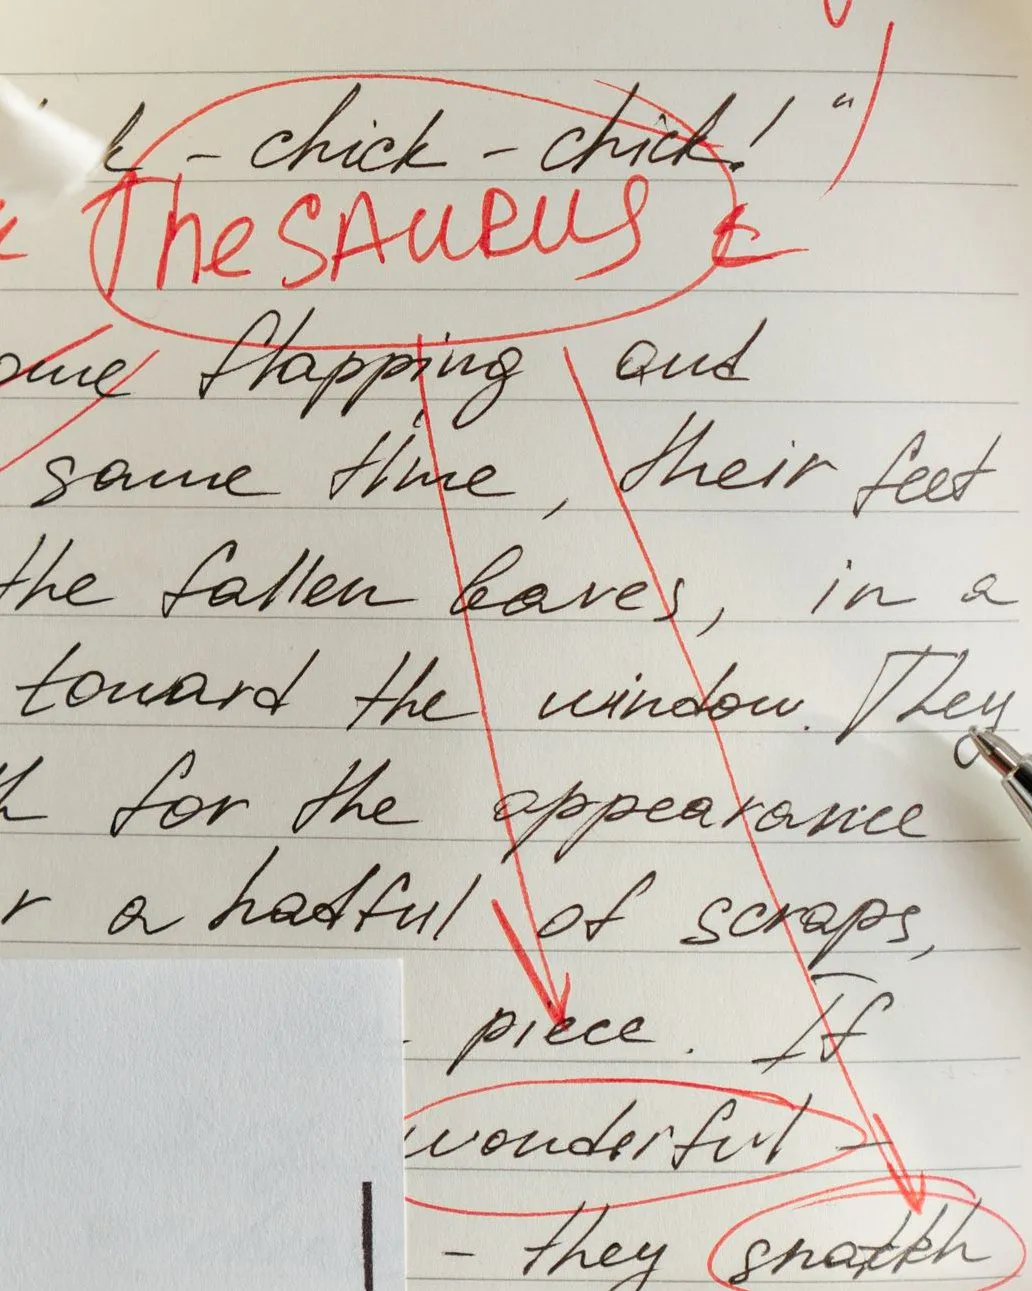 - chick - chick!"
TheSAURUS
flapping and
same time, their feet
the fallen leaves, in a
toward the window. They
for the appearance
a hatful of scraps,
piece. If
wonderful -
- they snatch